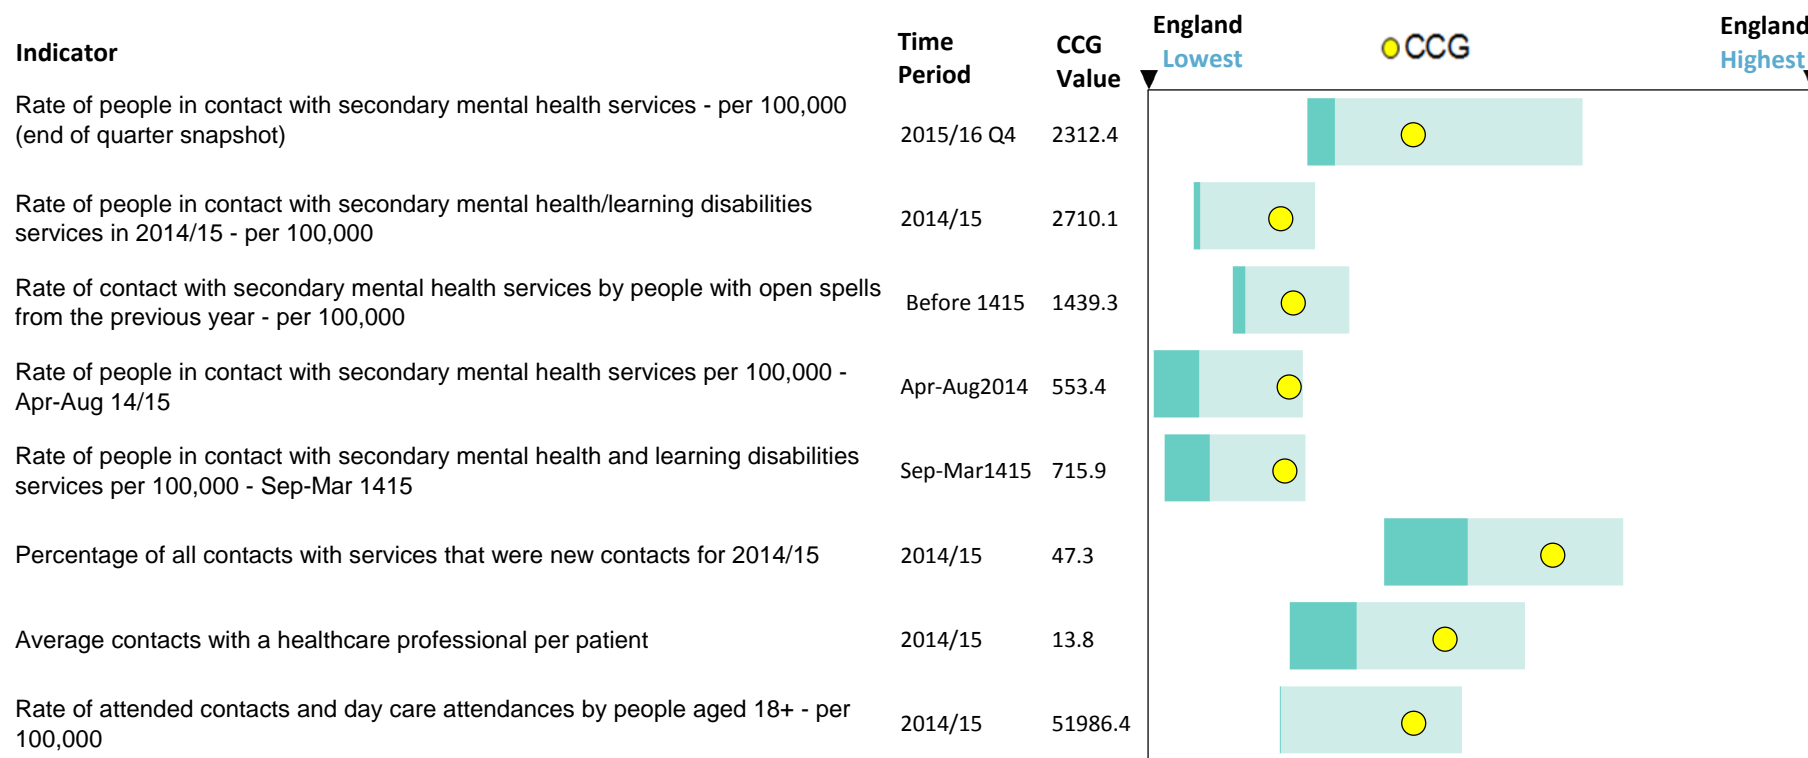 England England
Indicator Time Period CCG Value Lowest CCG Highest
Rate of people in contact with secondary mental health services - per 100,000
(end of quarter snapshot) 2015/16 Q4 2312.4
Rate of people in contact with secondary mental health/learning disabilities
services in 2014/15 - per 100,000 2014/15 2710.1
Rate of contact with secondary mental health services by people with open spells
from the previous year - per 100,000 Before 1415 1439.3
Rate of people in contact with secondary mental health services per 100,000 -
Apr-Aug 14/15 Apr-Aug2014 553.4
Rate of people in contact with secondary mental health and learning disabilities
services per 100,000 - Sep-Mar 1415 Sep-Mar1415 715.9
Percentage of all contacts with services that were new contacts for 2014/15 2014/15 47.3
Average contacts with a healthcare professional per patient 2014/15 13.8
Rate of attended contacts and day care attendances by people aged 18+ - per
100,000 2014/15 51986.4